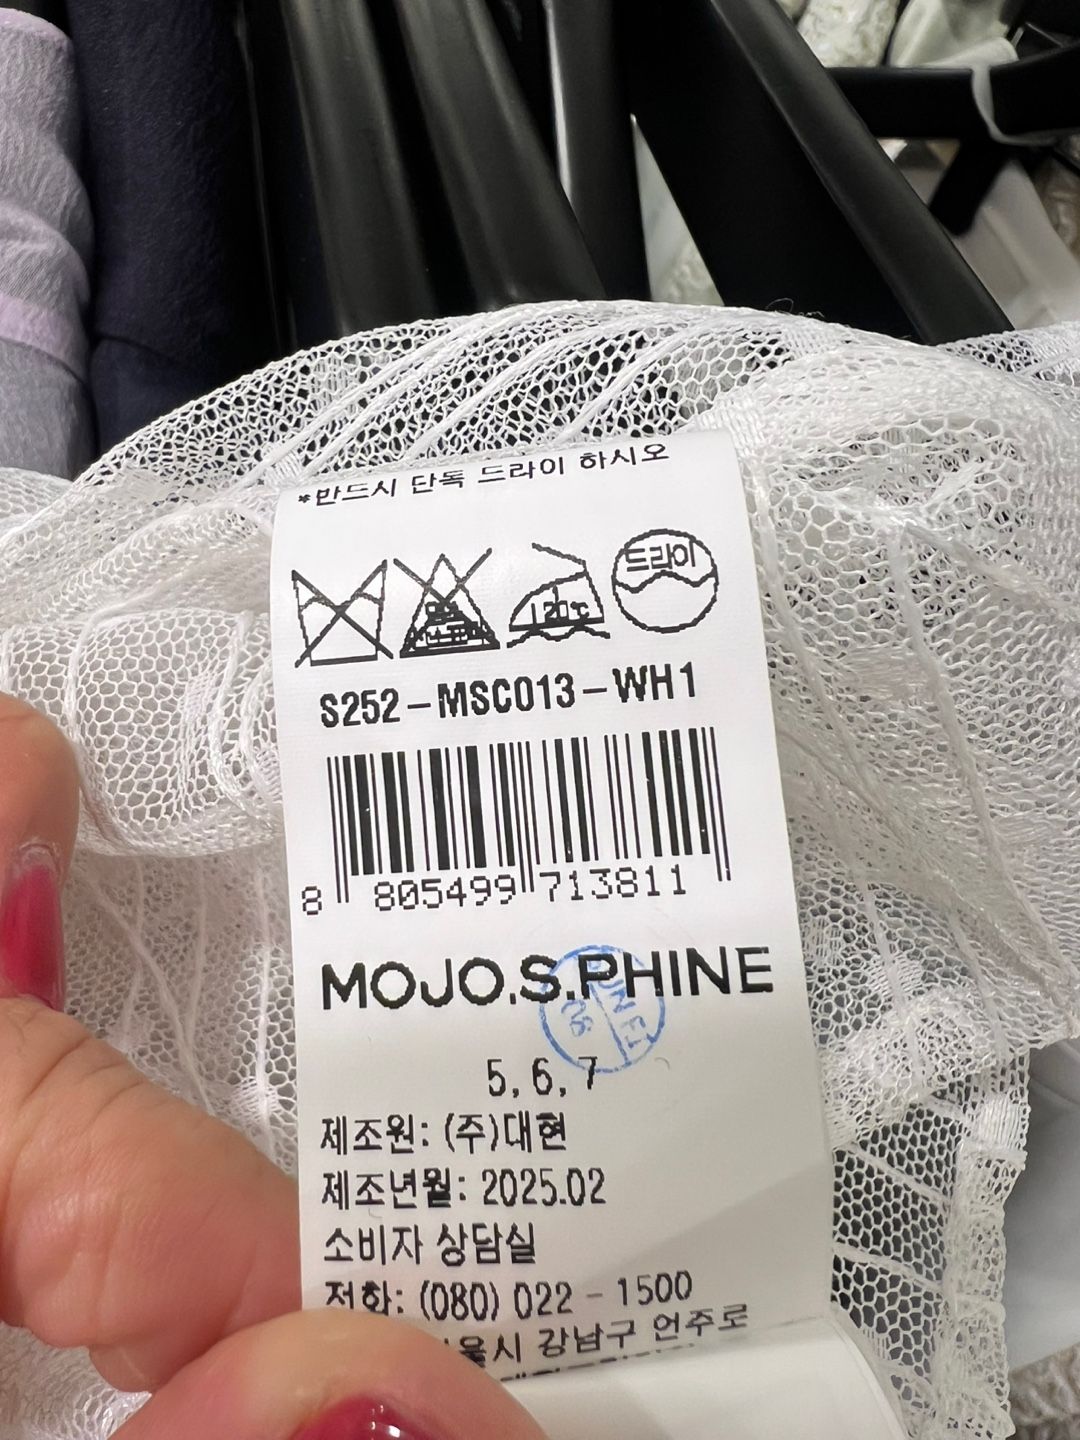 *반드시 단독 드라이 하시오
120℃
드라이
S252-MSC013-WH1
8 805499 713811
MOJO.S.PHINE
5, 6, 7
제조원: (주)대현
제조년월: 2025.02
소비자 상담실
전화: (080) 022-1500
강남구 언주로